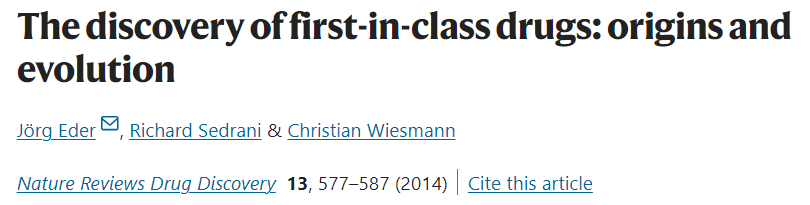 The discovery of first-in-class drugs: origins and
evolution
Jörg Eder, Richard Sedrani & Christian Wiesmann
Nature Reviews Drug Discovery 13, 577–587 (2014) Cite this article